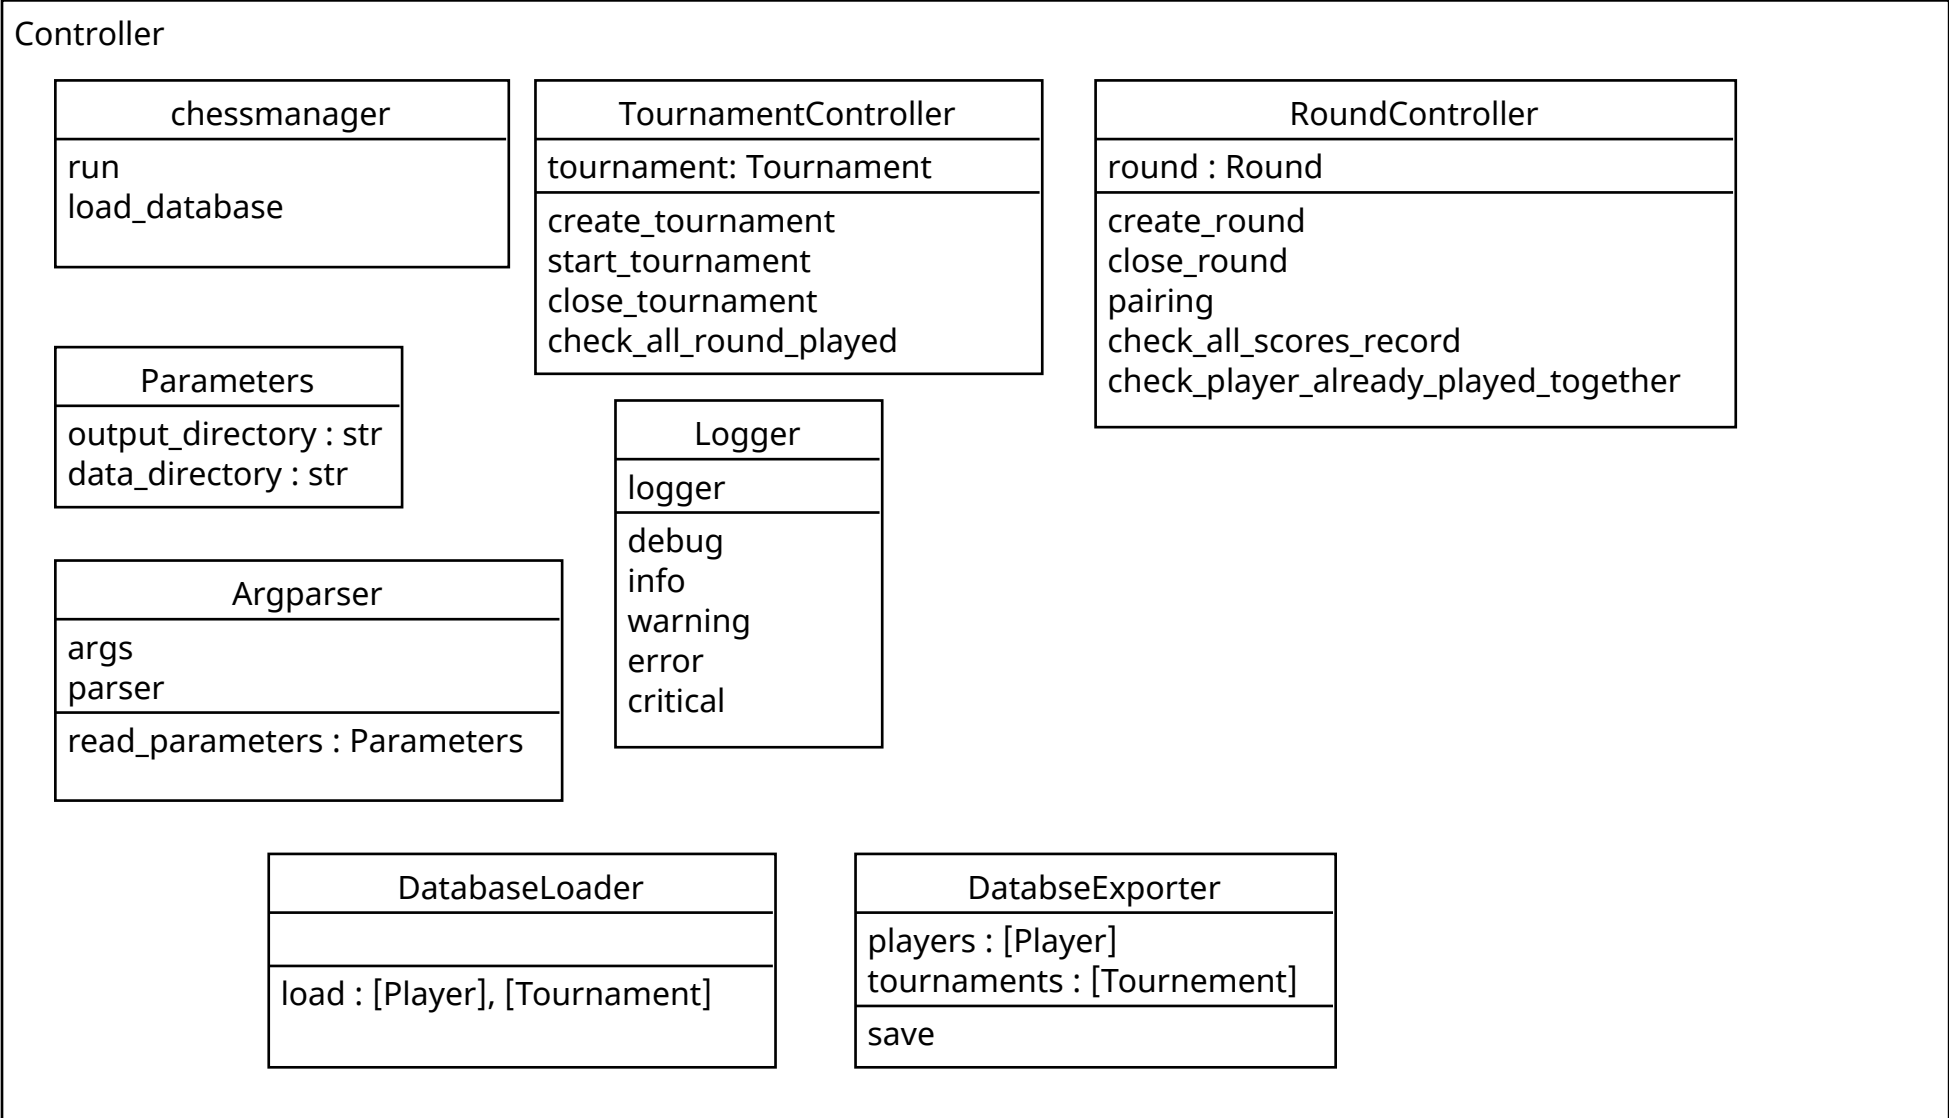 Controller
chessmanager
run
load_database
TournamentController
tournament: Tournament
create_tournament
start_tournament
close_tournament
check_all_round_played
RoundController
round : Round
create_round
close_round
pairing
check_all_scores_record
check_player_already_played_together
Parameters
output_directory : str
data_directory : str
Logger
logger
debug
info
warning
error
critical
Argparser
args
parser
read_parameters : Parameters
DatabaseLoader
load : [Player], [Tournament]
DatabseExporter
players : [Player]
tournaments : [Tournement]
save